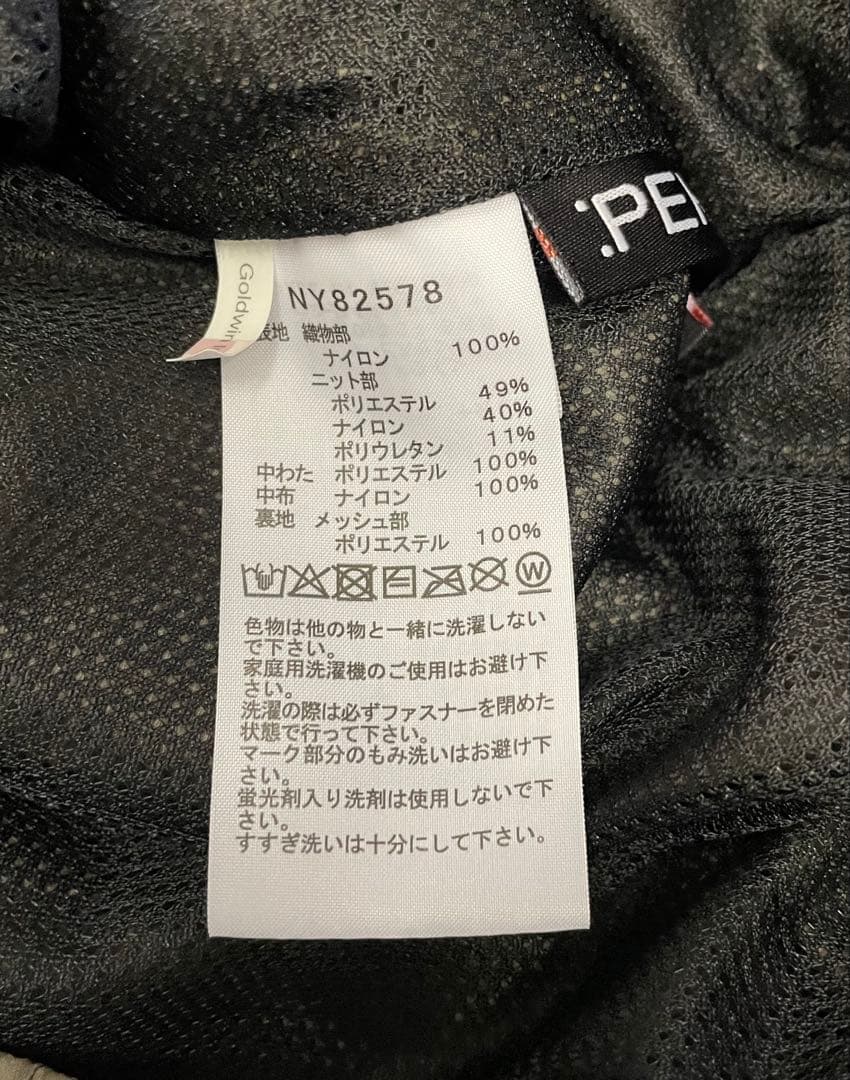 :PE
Goldwin
NY82578
表地 織物部
ナイロン 100%
ニット部
ポリエステル 49%
ナイロン 40%
ポリウレタン 11%
中わた ポリエステル 100%
中布 ナイロン 100%
裏地 メッシュ部
ポリエステル 100%
W
色物は他の物と一緒に洗濯しない
で下さい。
家庭用洗濯機のご使用はお避け下
さい。
洗濯の際は必ずファスナーを閉めた
状態で行って下さい。
マーク部分のもみ洗いはお避け下
さい。
蛍光剤入り洗剤は使用しないで下
さい。
すすぎ洗いは十分にして下さい。